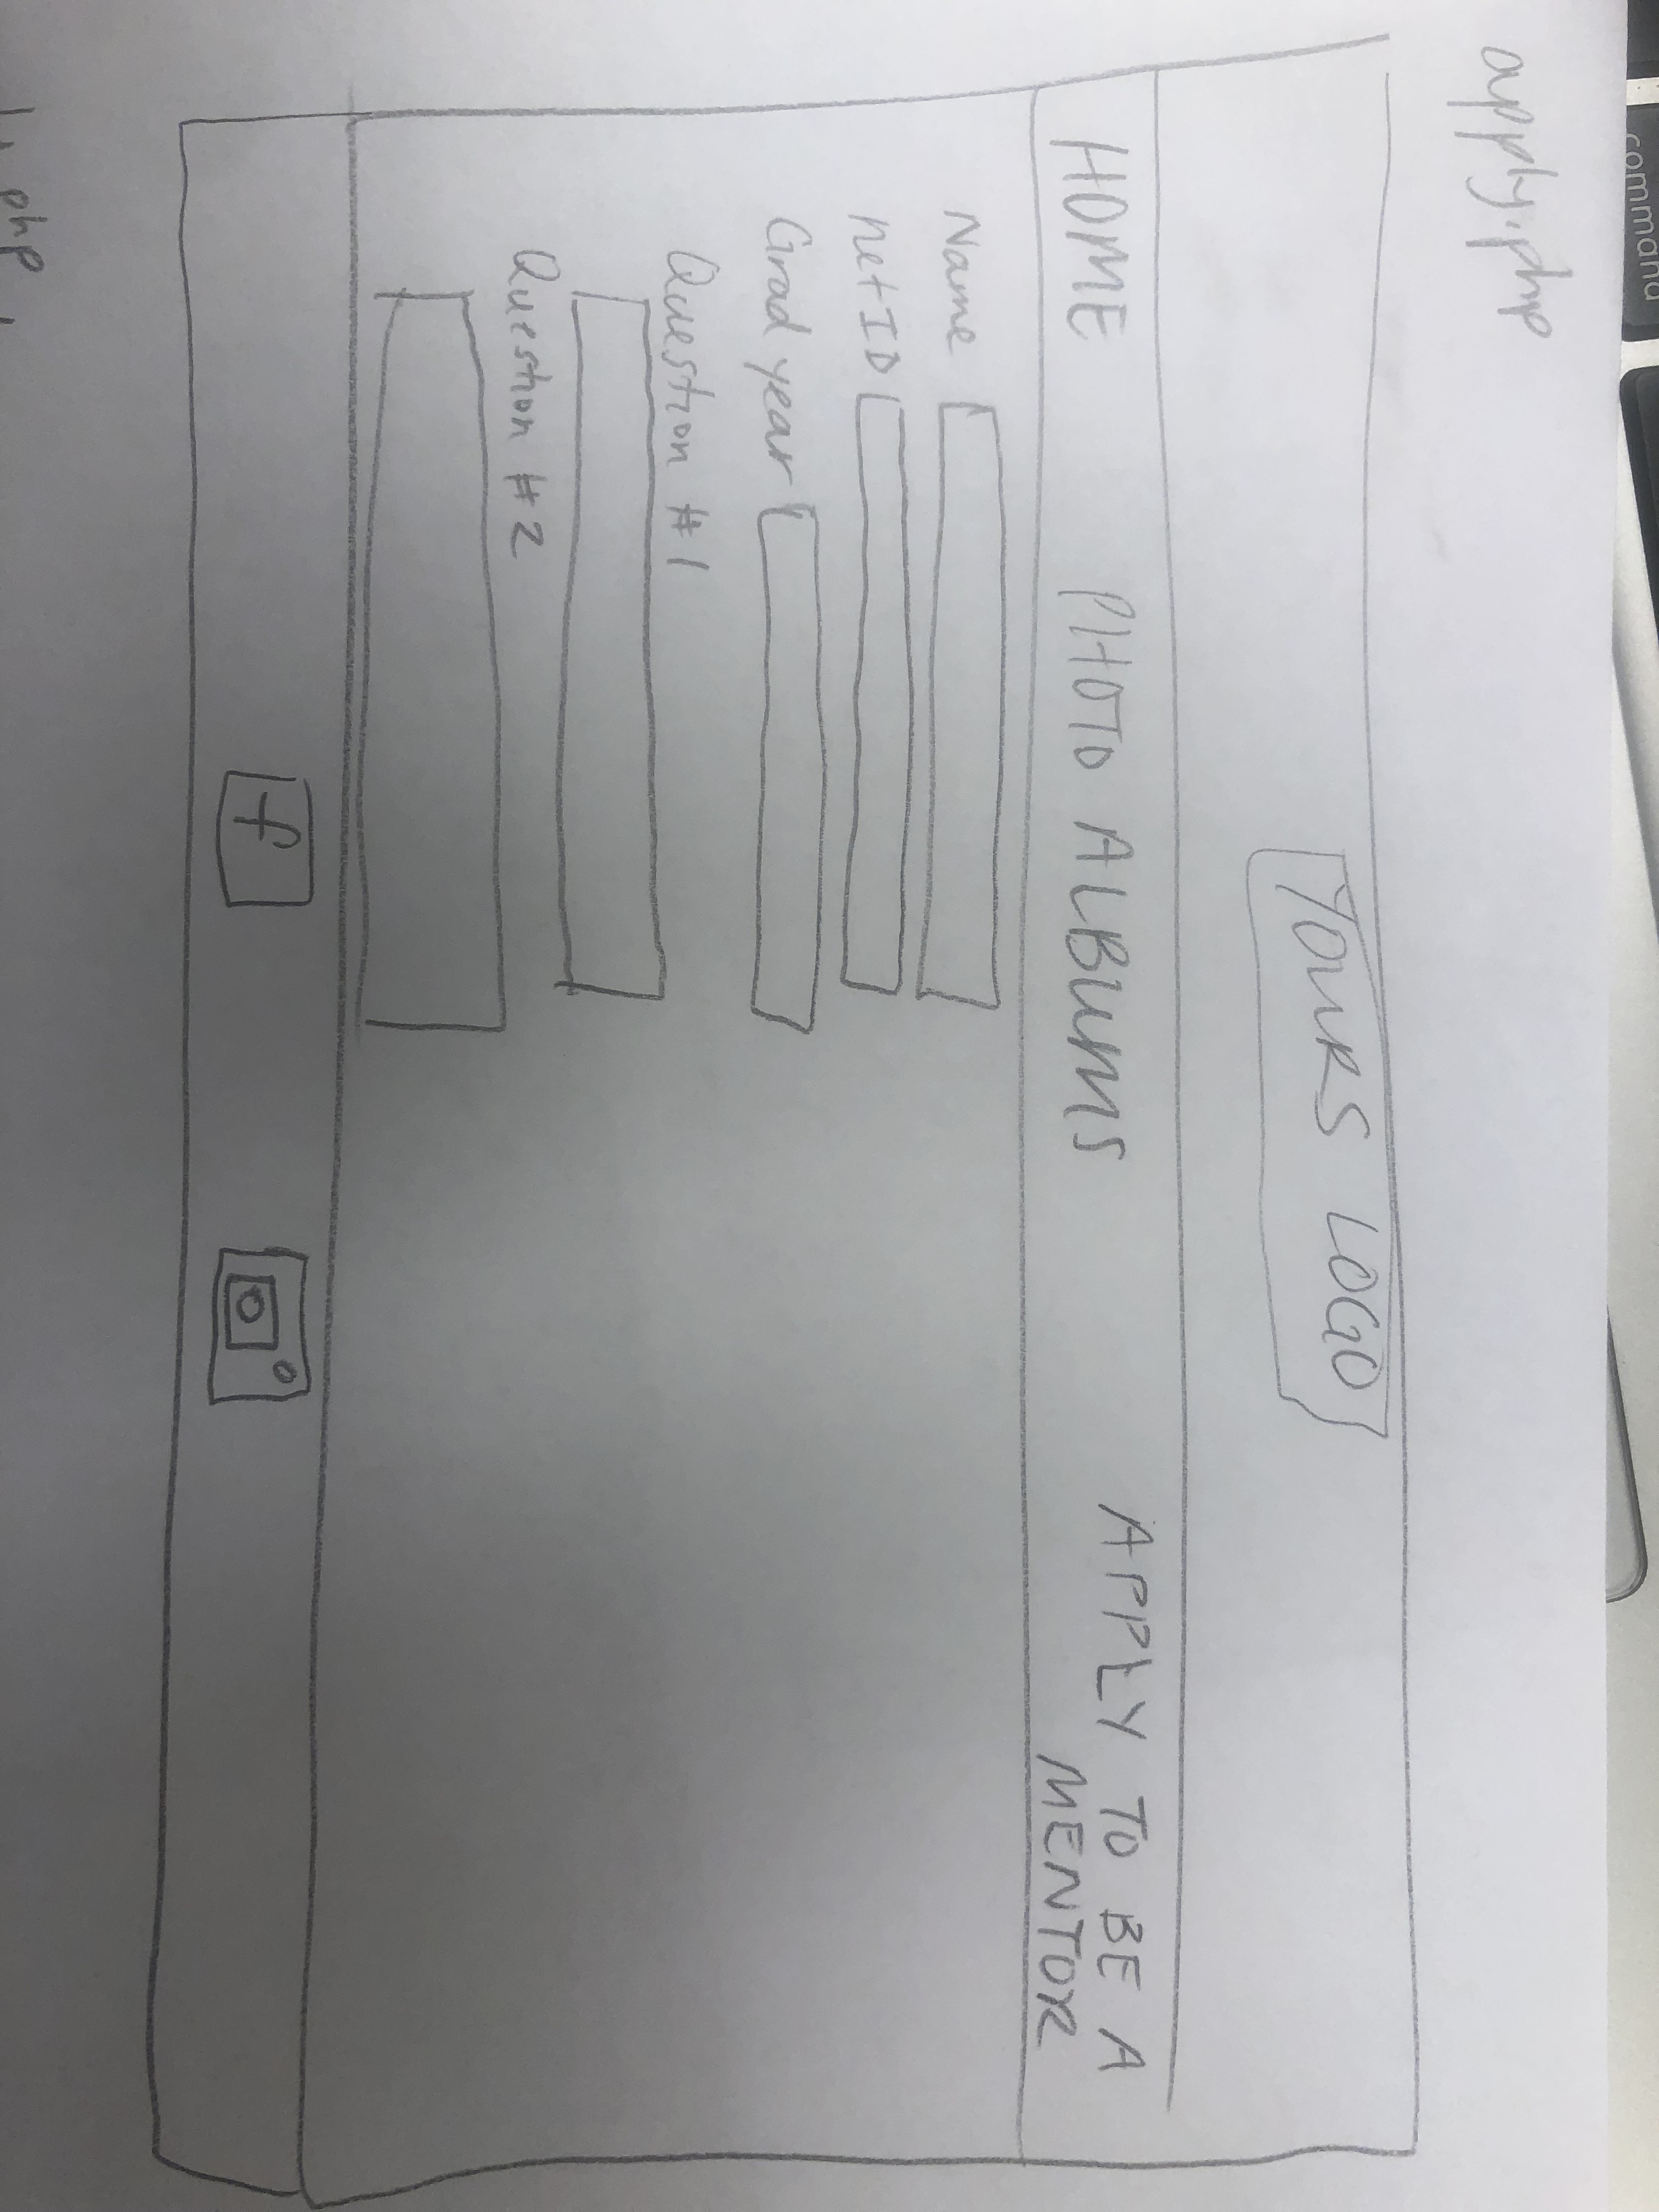 command
apply.php
YOURS LOGO
HOME PHOTO ALBUMS APPLY TO BE A
MENTOR
Name
netID
Grad year
Question #1
Question #2
f
php